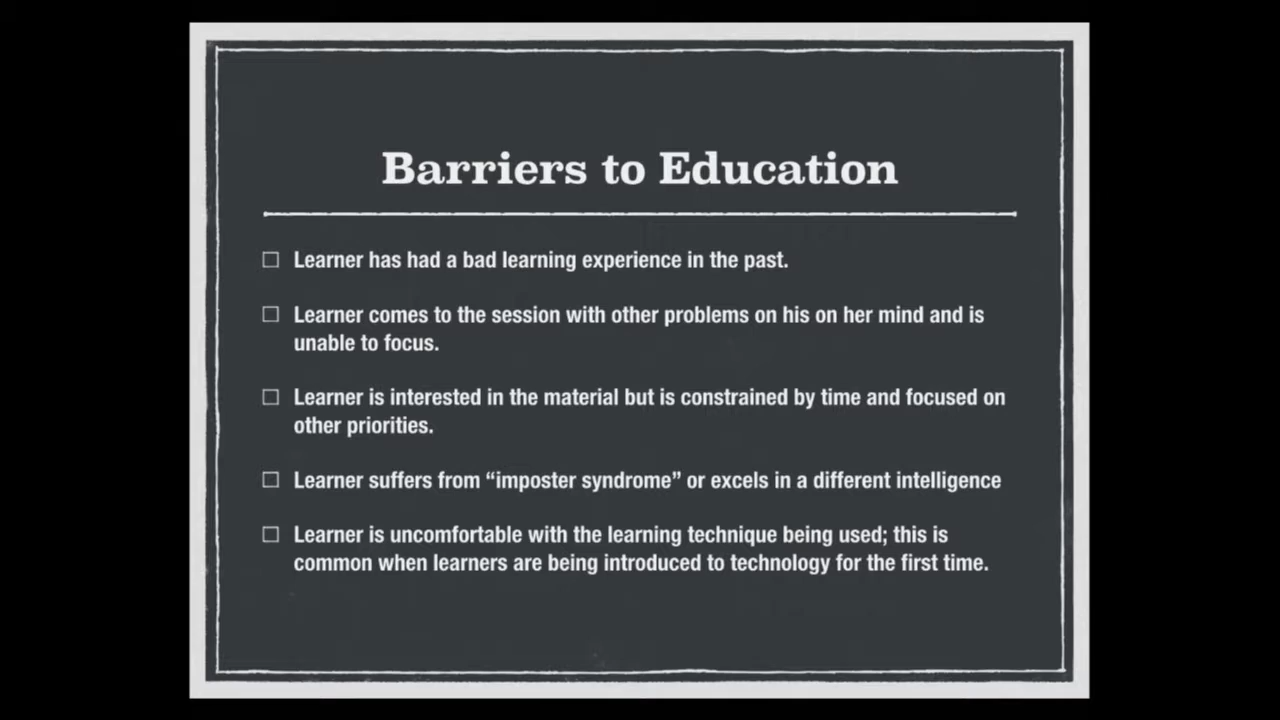 Barriers to Education
Learner has had a bad learning experience in the past.
Learner comes to the session with other problems on his on her mind and is
unable to focus.
Learner is interested in the material but is constrained by time and focused on
other priorities.
Learner suffers from “imposter syndrome” or excels in a different intelligence
Learner is uncomfortable with the learning technique being used; this is
common when learners are being introduced to technology for the first time.